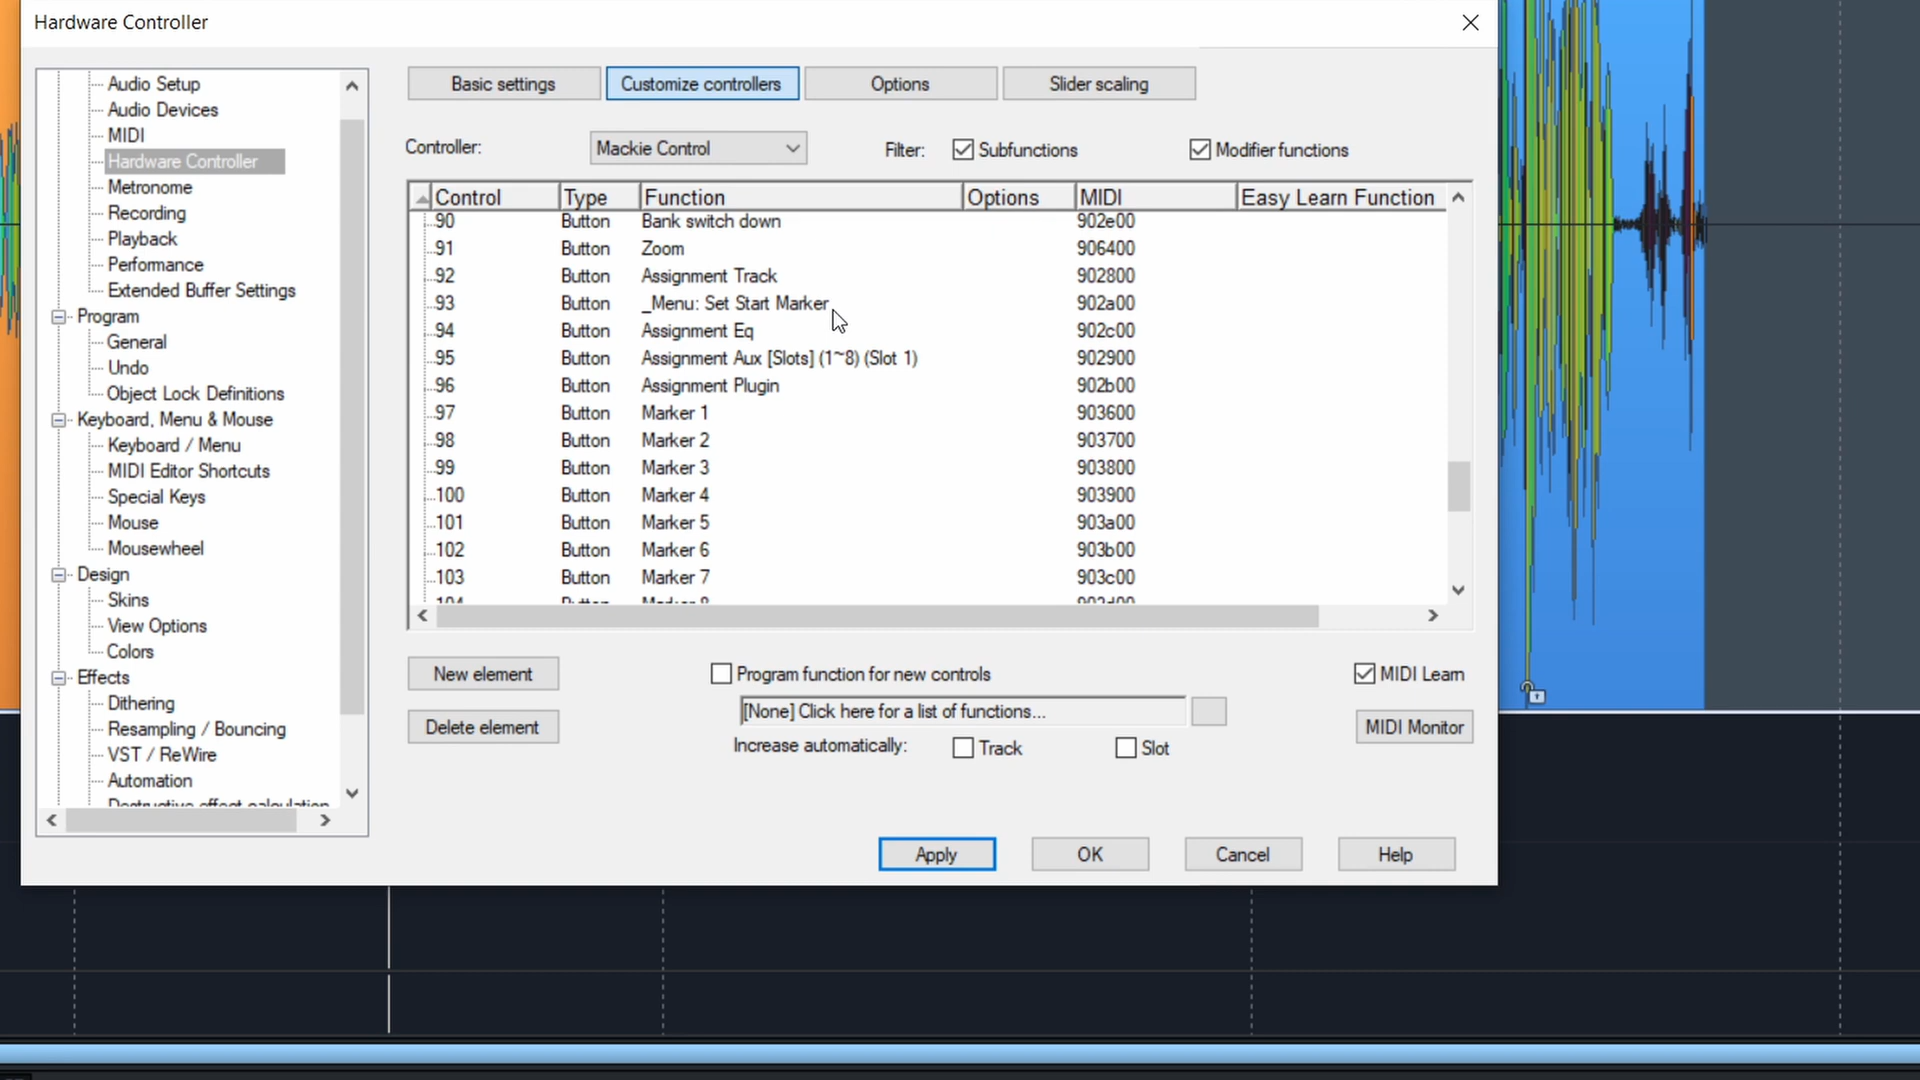 Hardware Controller
Audio Setup
Audio Devices
MIDI
Hardware Controller
Metronome
Recording
Playback
Performance
Extended Buffer Settings
Program
General
Undo
Object Lock Definitions
Keyboard, Menu & Mouse
Keyboard / Menu
MIDI Editor Shortcuts
Special Keys
Mouse
Mousewheel
Design
Skins
View Options
Colors
Effects
Dithering
Resampling / Bouncing
VST / ReWire
Automation
Destructive effect calculation
Basic settings Customize controllers Options Slider scaling
Controller: Mackie Control Filter: Subfunctions Modifier functions
Control Type Function Options MIDI Easy Learn Function
90 Button Bank switch down 902e00
91 Button Zoom 906400
92 Button Assignment Track 902800
93 Button _Menu: Set Start Marker 902a00
94 Button Assignment Eq 902c00
95 Button Assignment Aux [Slots] (1~8) (Slot 1) 902900
96 Button Assignment Plugin 902b00
97 Button Marker 1 903600
98 Button Marker 2 903700
99 Button Marker 3 903800
100 Button Marker 4 903900
101 Button Marker 5 903a00
102 Button Marker 6 903b00
103 Button Marker 7 903c00
104 Button Marker 8 903d00
New element Program function for new controls MIDI Learn
[None] Click here for a list of functions...
Delete element MIDI Monitor
Increase automatically: Track Slot
Apply OK Cancel Help